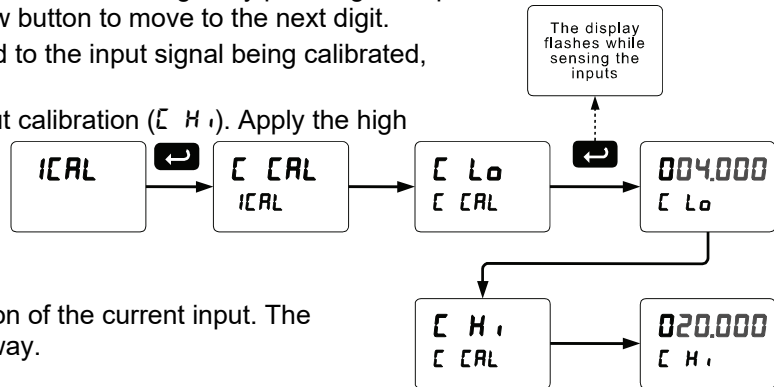 w button to move to the next digit.
d to the input signal being calibrated,
The display
flashes while
sensing the
inputs
ut calibration (C Hi). Apply the high
ICAL
C CAL
ICAL
C Lo
C CAL
004.000
C Lo
on of the current input. The
way.
C Hi
C CAL
020.000
C Hi